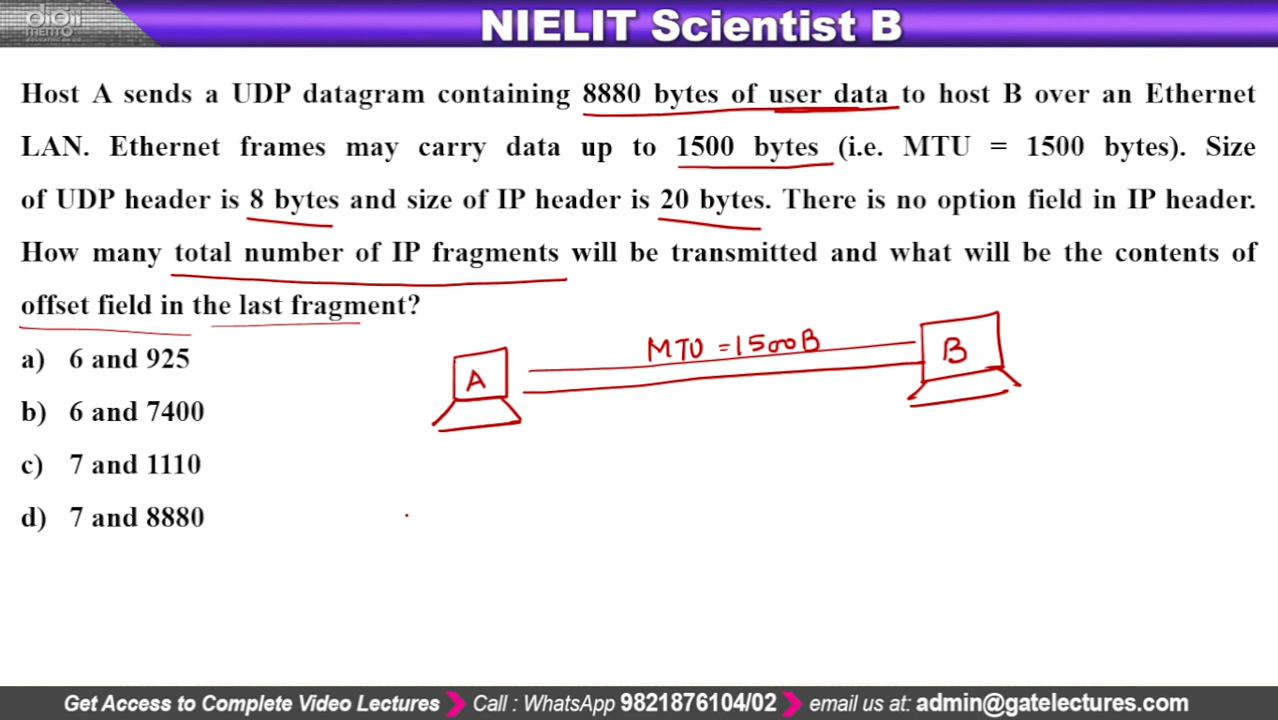 digii
mento
EDUCATION CO
NIELIT Scientist B
Host A sends a UDP datagram containing 8880 bytes of user data to host B over an Ethernet
LAN. Ethernet frames may carry data up to 1500 bytes (i.e. MTU = 1500 bytes). Size
of UDP header is 8 bytes and size of IP header is 20 bytes. There is no option field in IP header.
How many total number of IP fragments will be transmitted and what will be the contents of
offset field in the last fragment?
a) 6 and 925
b) 6 and 7400
c) 7 and 1110
d) 7 and 8880
A
MTU = 1500B
B
Get Access to Complete Video Lectures Call : WhatsApp 9821876104/02 email us at: admin@gatelectures.com